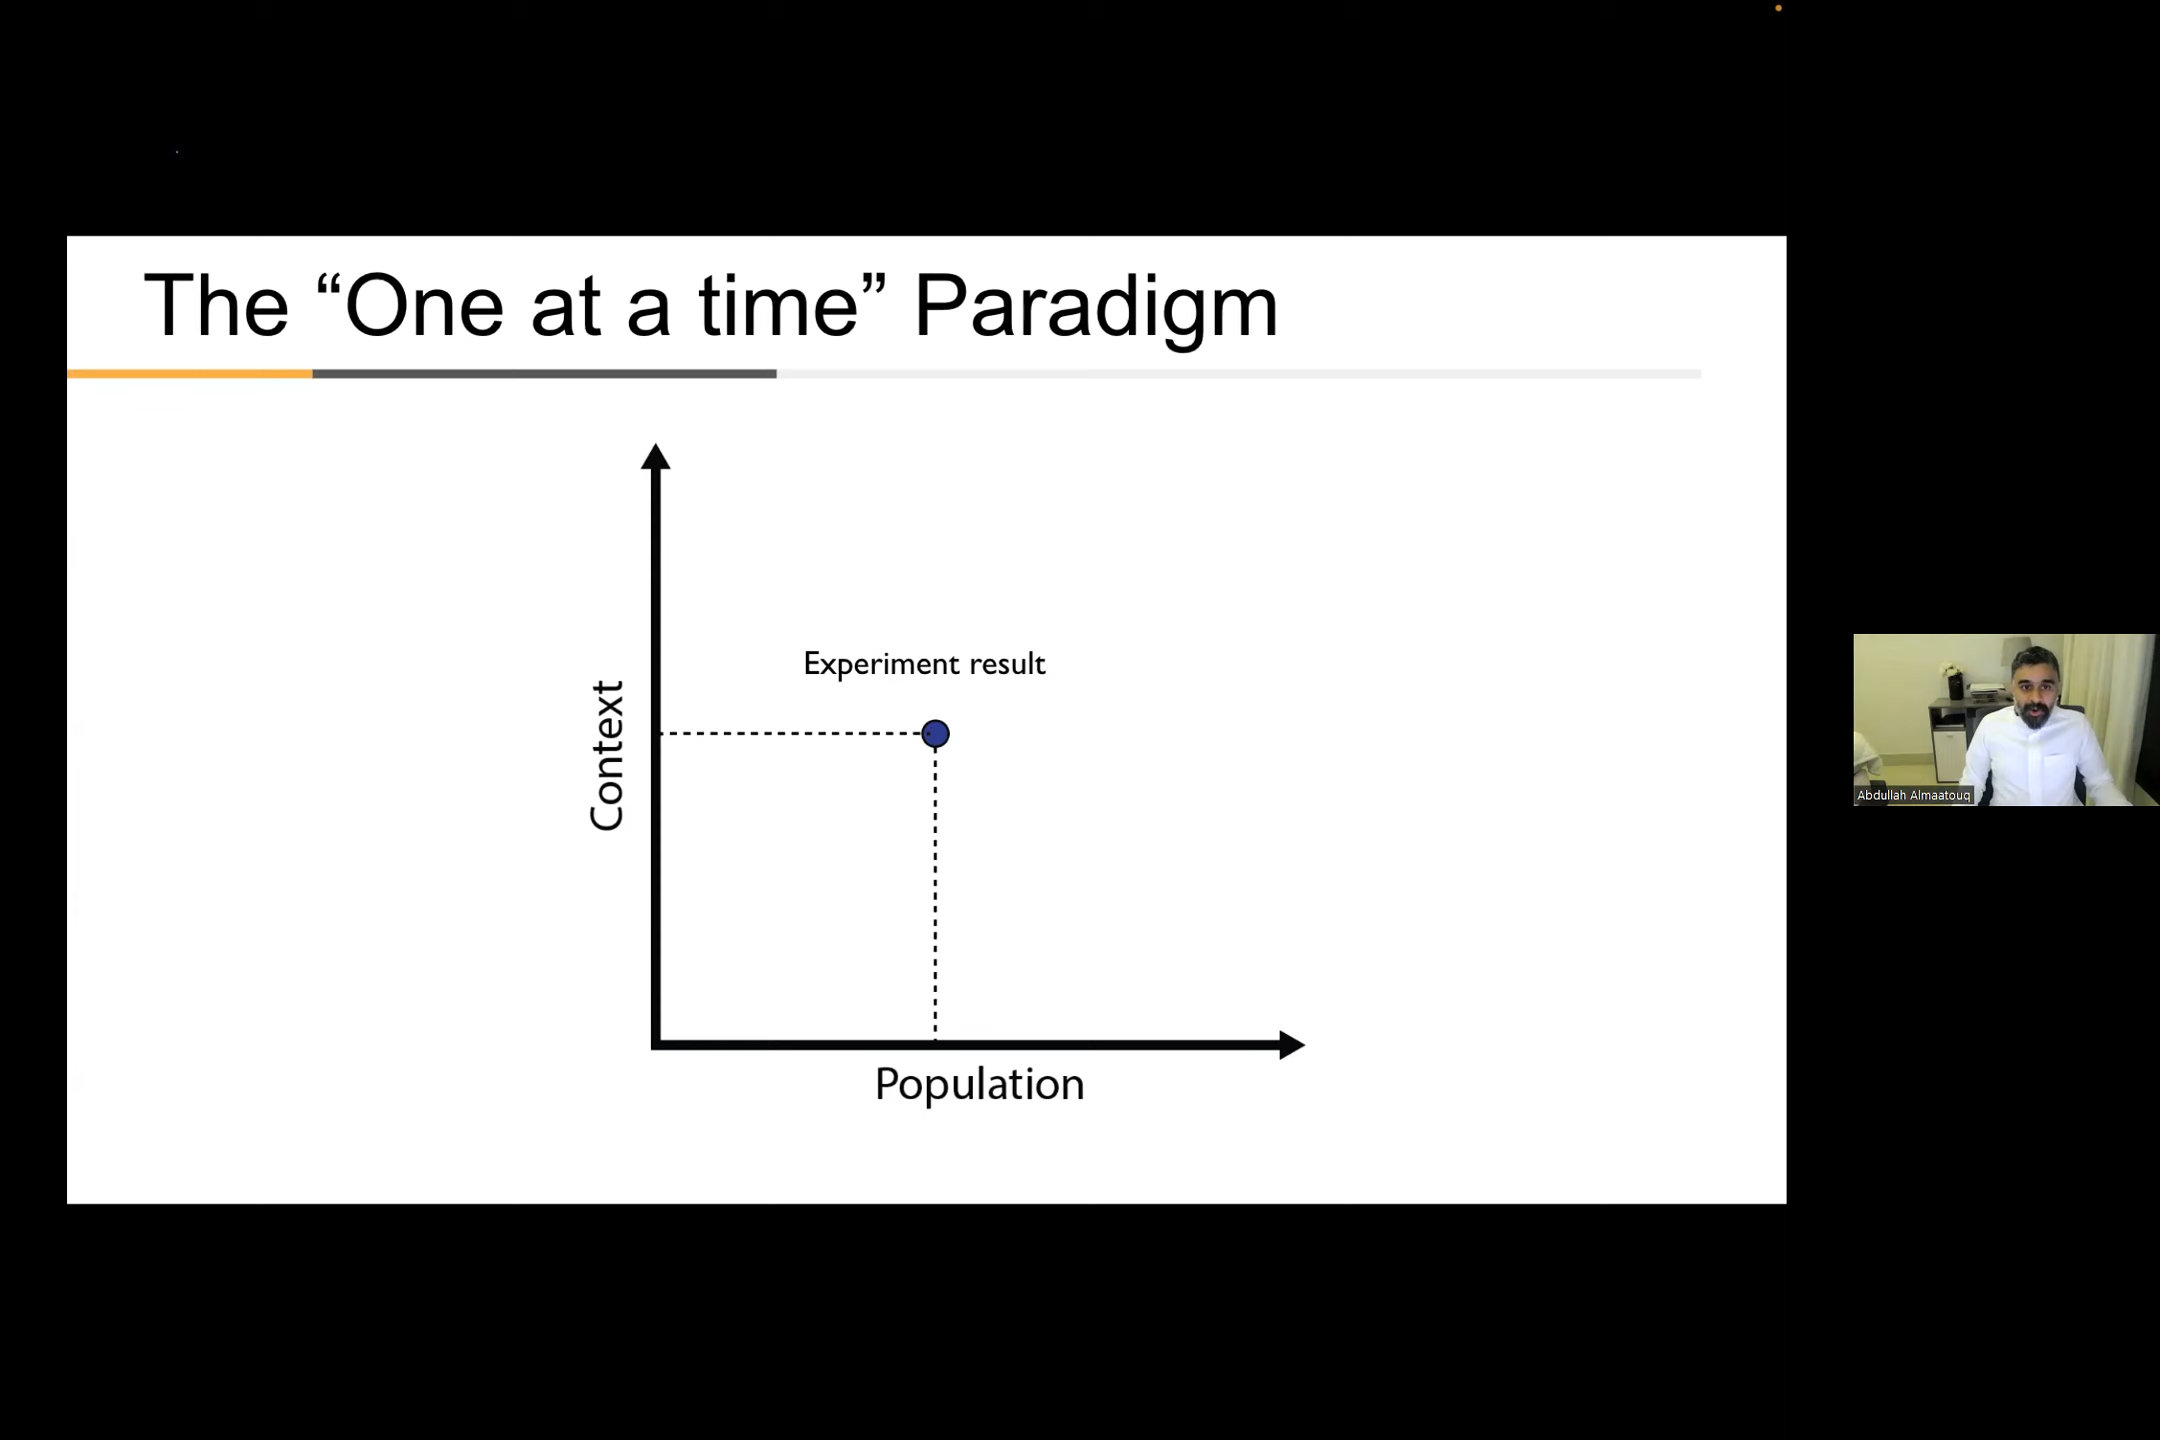 The “One at a time” Paradigm
Experiment result
Context
Population
Abdullah Almaatouq